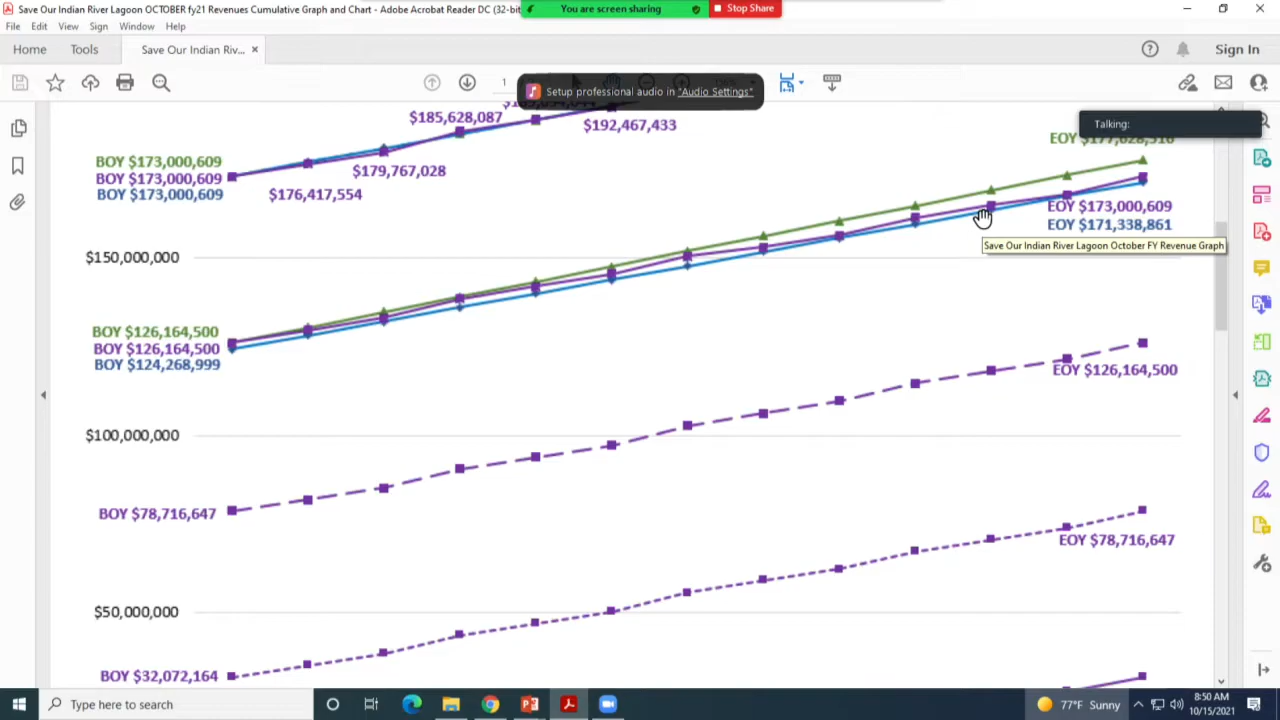 Save Our Indian River Lagoon OCTOBER fy21 Revenues Cumulative Graph and Chart - Adobe Acrobat Reader DC (32-bit
You are screen sharing
Stop Share
File Edit View Sign Window Help
Home Tools Save Our Indian Riv... ×
Sign In
1
Setup professional audio in "Audio Settings"
Talking:
$185,628,087
$192,467,433
BOY $173,000,609
BOY $173,000,609
BOY $173,000,609
$179,767,028
$176,417,554
EOY $173,000,609
EOY $171,338,861
Save Our Indian River Lagoon October FY Revenue Graph
$150,000,000
BOY $126,164,500
BOY $126,164,500
BOY $124,268,999
EOY $126,164,500
$100,000,000
BOY $78,716,647
EOY $78,716,647
$50,000,000
BOY $32,072,164
Type here to search
77°F Sunny
8:50 AM
10/15/2021